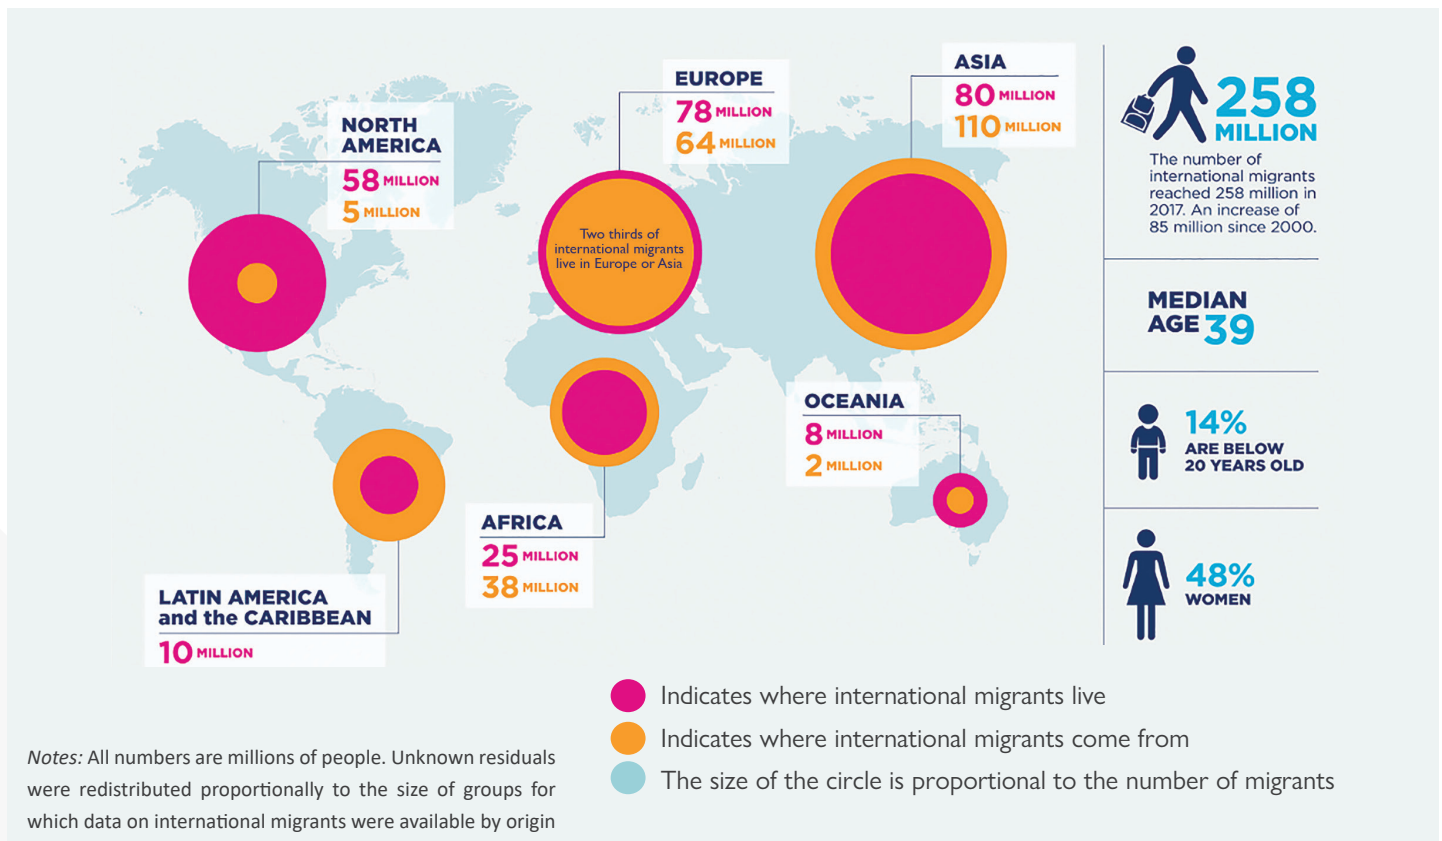 NORTH
AMERICA
58 MILLION
5 MILLION
EUROPE
78 MILLION
64 MILLION
Two thirds of
international migrants
live in Europe or Asia
ASIA
80 MILLION
110 MILLION
OCEANIA
8 MILLION
2 MILLION
AFRICA
25 MILLION
38 MILLION
LATIN AMERICA
and the CARIBBEAN
10 MILLION
258
MILLION
The number of
international migrants
reached 258 million in
2017. An increase of
85 million since 2000.
MEDIAN
AGE 39
14%
ARE BELOW
20 YEARS OLD
48%
WOMEN
Indicates where international migrants live
Indicates where international migrants come from
The size of the circle is proportional to the number of migrants
Notes: All numbers are millions of people. Unknown residuals
were redistributed proportionally to the size of groups for
which data on international migrants were available by origin